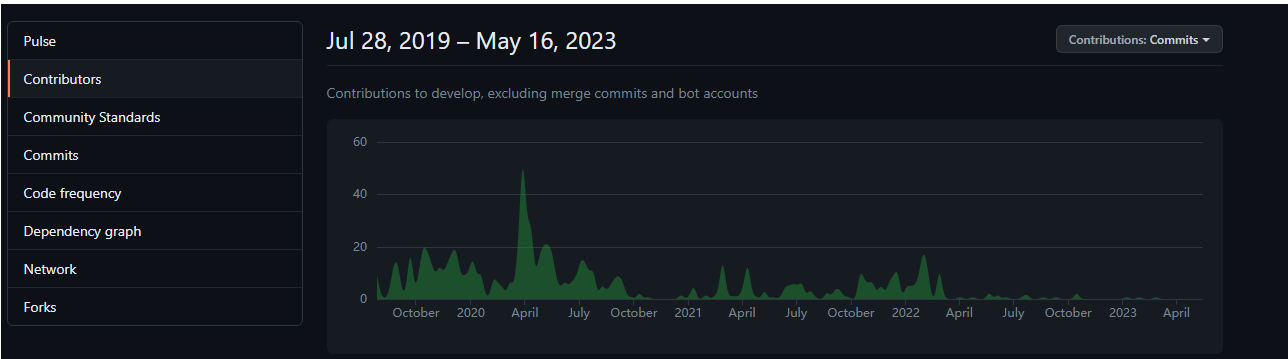 Pulse
Contributors
Community Standards
Commits
Code frequency
Dependency graph
Network
Forks
Jul 28, 2019 – May 16, 2023
Contributions: Commits
Contributions to develop, excluding merge commits and bot accounts
60
40
20
0
October 2020 April July October 2021 April July October 2022 April July October 2023 April